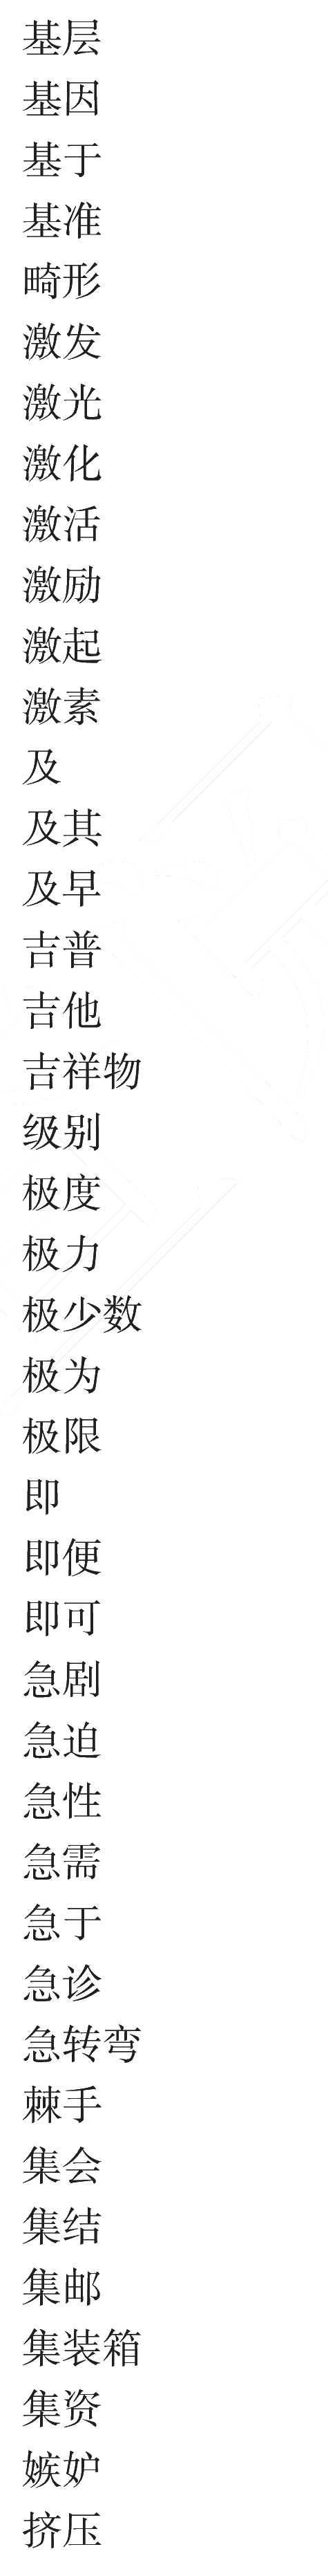 基层
基因
基于
基准
畸形
激发
激光
激化
激活
激励
激起
激素
及
及其
及早
吉普
吉他
吉祥物
级别
极度
极力
极少数
极为
极限
即
即便
即可
急剧
急迫
急性
急需
急于
急诊
急转弯
棘手
集会
集结
集邮
集装箱
集资
嫉妒
挤压